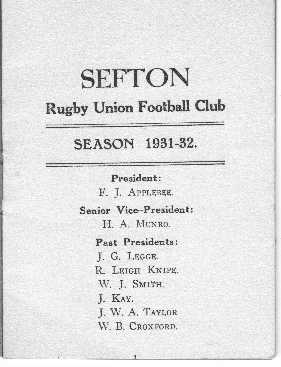 SEFTON
Rugby Union Football Club
SEASON 1931-32.
President:
F. J. APPLEBEE.
Senior Vice-President:
H. A. MUNRO.
Past Presidents:
J. G. LEGGE.
R. LEIGH KNIPE.
W. J. SMITH.
J. KAY.
J. W. A. TAYLOR
W. B. CROXFORD.
1